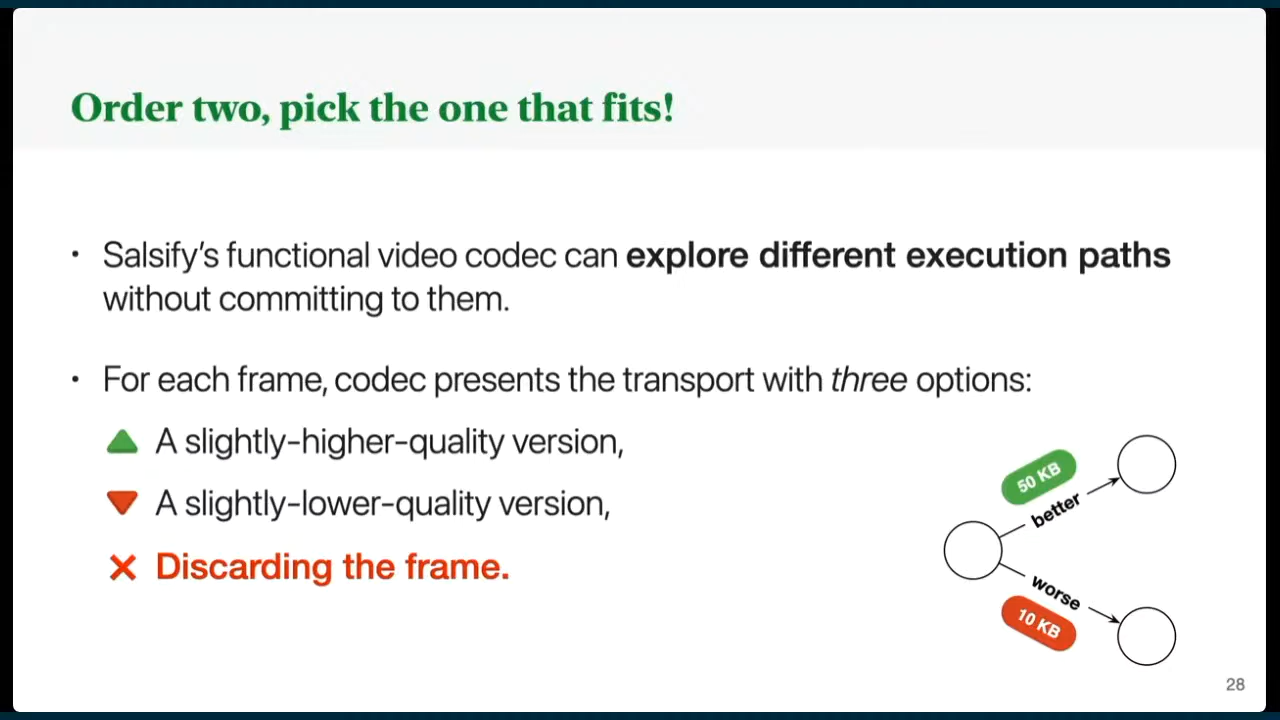 Order two, pick the one that fits!
• Salsify's functional video codec can explore different execution paths
without committing to them.
• For each frame, codec presents the transport with three options:
A slightly-higher-quality version,
A slightly-lower-quality version,
Discarding the frame.
50 KB
better
worse
10 KB
28